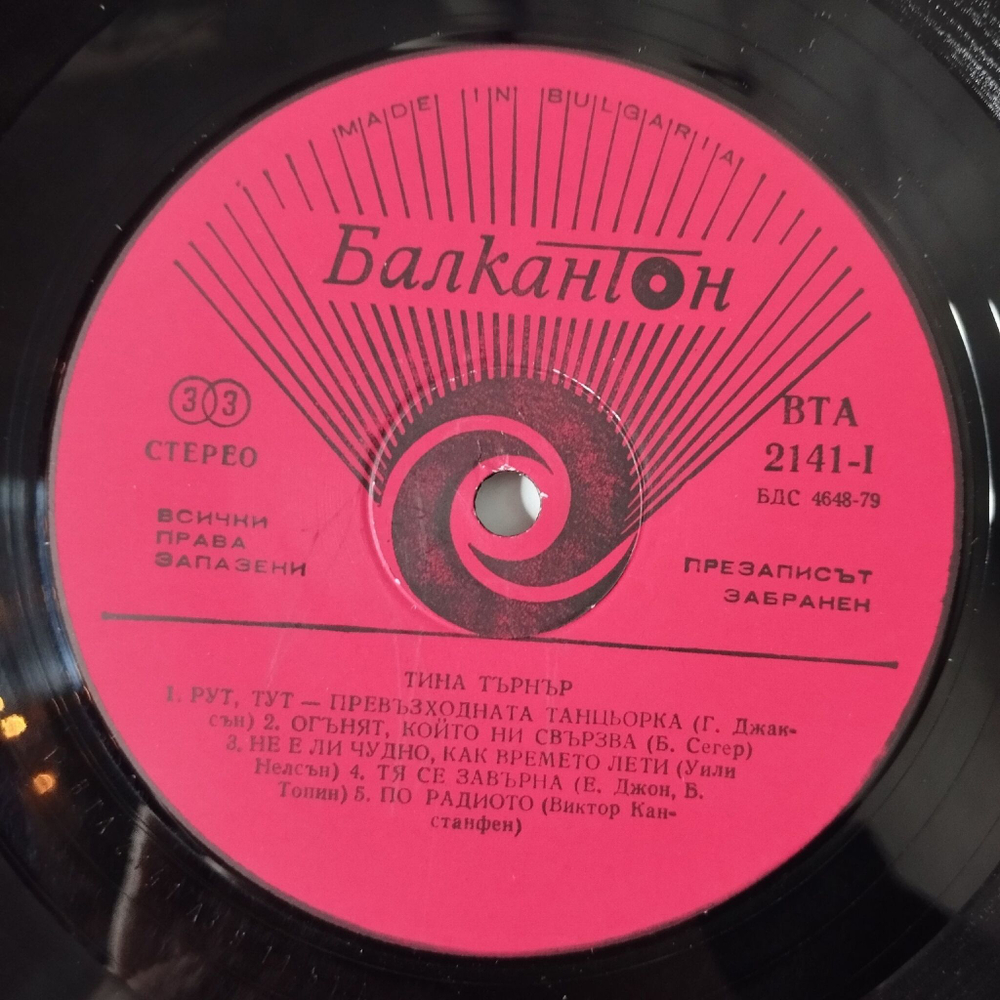 MADE IN BULGARIA
Балкантон
33
СТЕРЕО
ВТА
2141-I
БДС 4648-79
ВСИЧКИ
ПРАВА
ЗАПАЗЕНИ
ПРЕЗАПИСЪТ
ЗАБРАНЕН
ТИНА ТЪРНЪР
1. РУТ, ТУТ — ПРЕВЪЗХОДНАТА ТАНЦЬОРКА (Г. Джак-
сън) 2. ОГЪНЯТ, КОЙТО НИ СВЪРЗВА (Б. Сегер)
3. НЕ Е ЛИ ЧУДНО, КАК ВРЕМЕТО ЛЕТИ (Уили
Нелсън) 4. ТЯ СЕ ЗАВЪРНА (Е. Джон, Б.
Топин) 5. ПО РАДИОТО (Виктор Кан-
станфен)